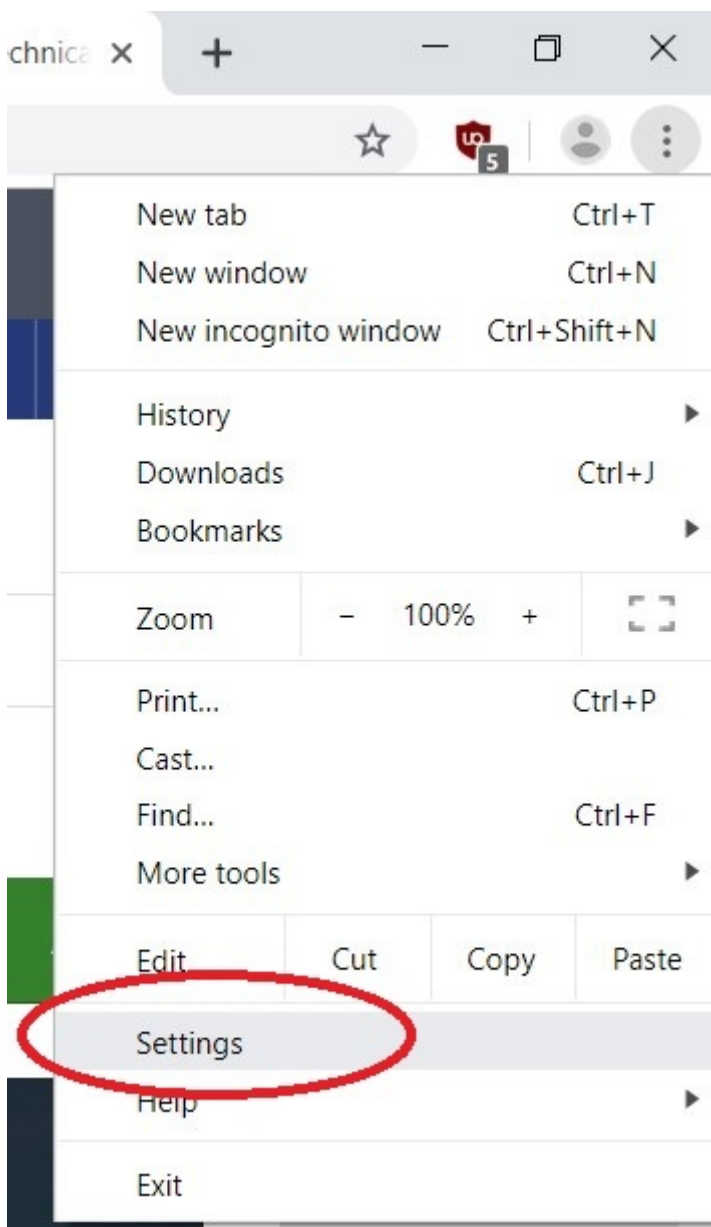 chnica
5
New tab Ctrl+T
New window Ctrl+N
New incognito window Ctrl+Shift+N
History
Downloads Ctrl+J
Bookmarks
Zoom - 100% +
Print... Ctrl+P
Cast...
Find... Ctrl+F
More tools
Edit Cut Copy Paste
Settings
Help
Exit